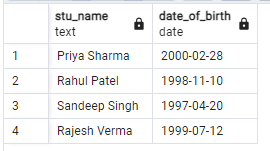 stu_name date_of_birth
text date
1 Priya Sharma 2000-02-28
2 Rahul Patel 1998-11-10
3 Sandeep Singh 1997-04-20
4 Rajesh Verma 1999-07-12